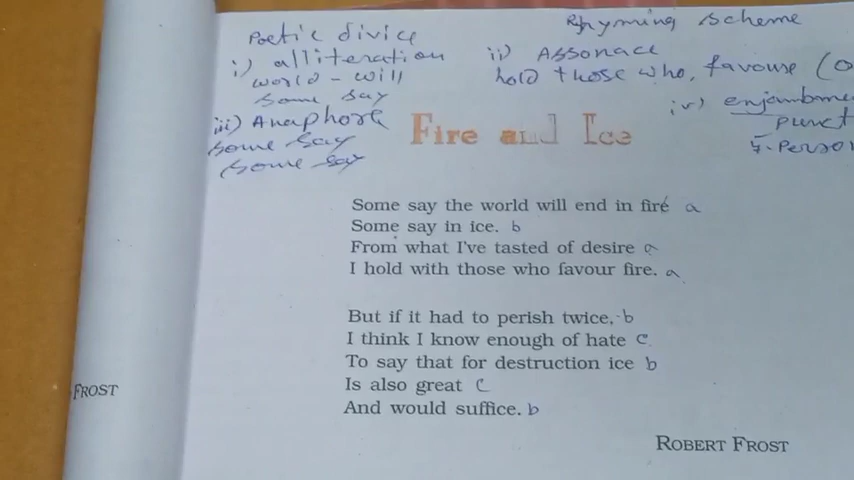 Poetic divice
Rhyming scheme
i) alliteration
world - will
some say
ii) Assonace
hold those who, favouse (o
iii) Anaphora
some say
some say
iv) enjambme
punct
5. Person
Fire and Ice
Some say the world will end in fire a
Some say in ice. b
From what I've tasted of desire a
I hold with those who favour fire. a
But if it had to perish twice, b
I think I know enough of hate c
To say that for destruction ice b
Is also great c
And would suffice. b
ROBERT FROST
FROST